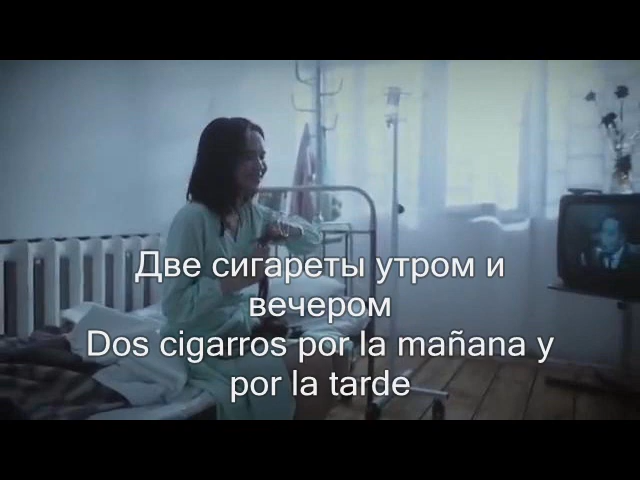 Две сигареты утром и
вечером
Dos cigarros por la mañana y
por la tarde